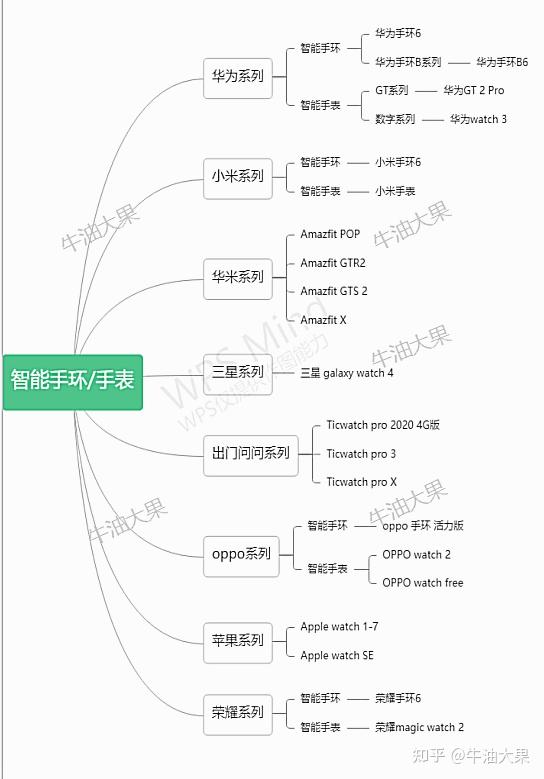 智能手环/手表
华为系列
智能手环
华为手环6
华为手环B系列
华为手环B6
智能手表
GT系列
华为GT 2 Pro
数字系列
华为watch 3
小米系列
智能手环
小米手环6
智能手表
小米手表
华米系列
Amazfit POP
Amazfit GTR2
Amazfit GTS 2
Amazfit X
三星系列
三星 galaxy watch 4
出门问问系列
Ticwatch pro 2020 4G版
Ticwatch pro 3
Ticwatch pro X
oppo系列
智能手环
oppo 手环 活力版
智能手表
OPPO watch 2
OPPO watch free
苹果系列
Apple watch 1-7
Apple watch SE
荣耀系列
智能手环
荣耀手环6
智能手表
荣耀magic watch 2
牛油大果
牛油大果
牛油大果
牛油大果
牛油大果
WPS Mind
WPS仅提供作图能力
知乎 @牛油大果